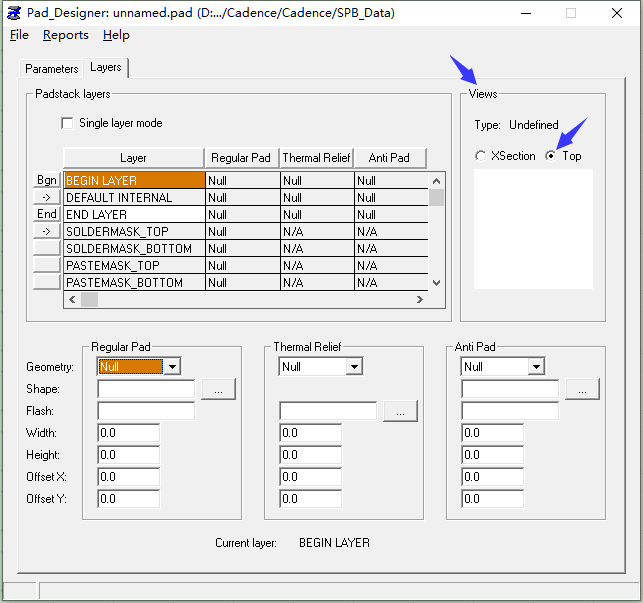 Pad_Designer: unnamed.pad (D:.../Cadence/Cadence/SPB_Data)
File Reports Help
Parameters Layers
Padstack layers
Single layer mode
Layer Regular Pad Thermal Relief Anti Pad
Bgn BEGIN LAYER Null Null Null
-> DEFAULT INTERNAL Null Null Null
End END LAYER Null Null Null
-> SOLDERMASK_TOP Null N/A N/A
SOLDERMASK_BOTTOM Null N/A N/A
PASTEMASK_TOP Null N/A N/A
PASTEMASK_BOTTOM Null N/A N/A
Views
Type: Undefined
XSection Top
Regular Pad Thermal Relief Anti Pad
Geometry: Null Null Null
Shape: ... ...
Flash: ...
Width: 0.0 0.0 0.0
Height: 0.0 0.0 0.0
Offset X: 0.0 0.0 0.0
Offset Y: 0.0 0.0 0.0
Current layer: BEGIN LAYER